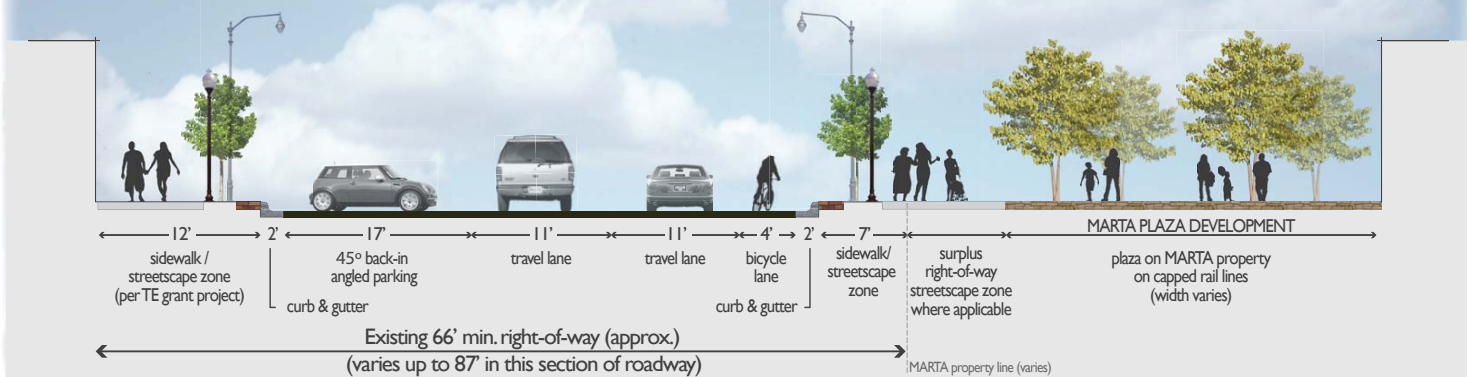 12'
2'
17'
11'
11'
4'
2'
7'
MARTA PLAZA DEVELOPMENT
sidewalk /
streetscape zone
(per TE grant project)
45º back-in
angled parking
travel lane
travel lane
bicycle
lane
sidewalk/
streetscape
zone
surplus
right-of-way
streetscape zone
where applicable
plaza on MARTA property
on capped rail lines
(width varies)
curb & gutter
curb & gutter
Existing 66' min. right-of-way (approx.)
(varies up to 87' in this section of roadway)
MARTA property line (varies)